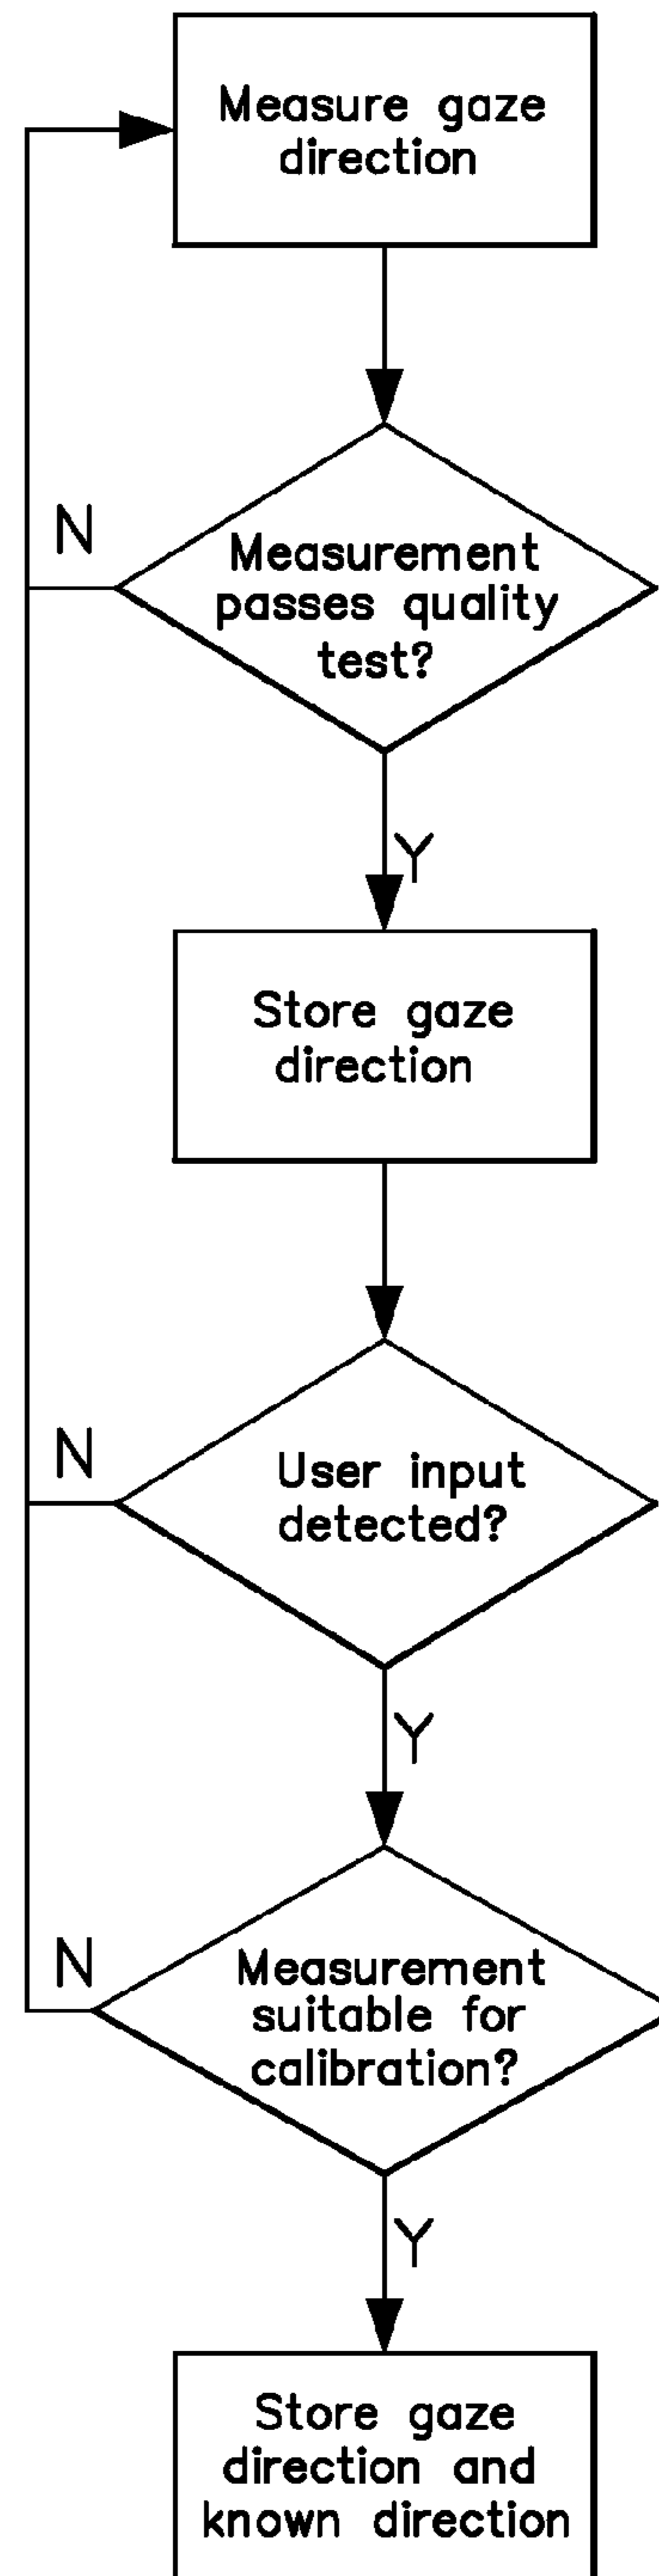 Measure gaze
direction
N
Measurement
passes quality
test?
Y
Store gaze
direction
N
User input
detected?
Y
N
Measurement
suitable for
calibration?
Y
Store gaze
direction and
known direction